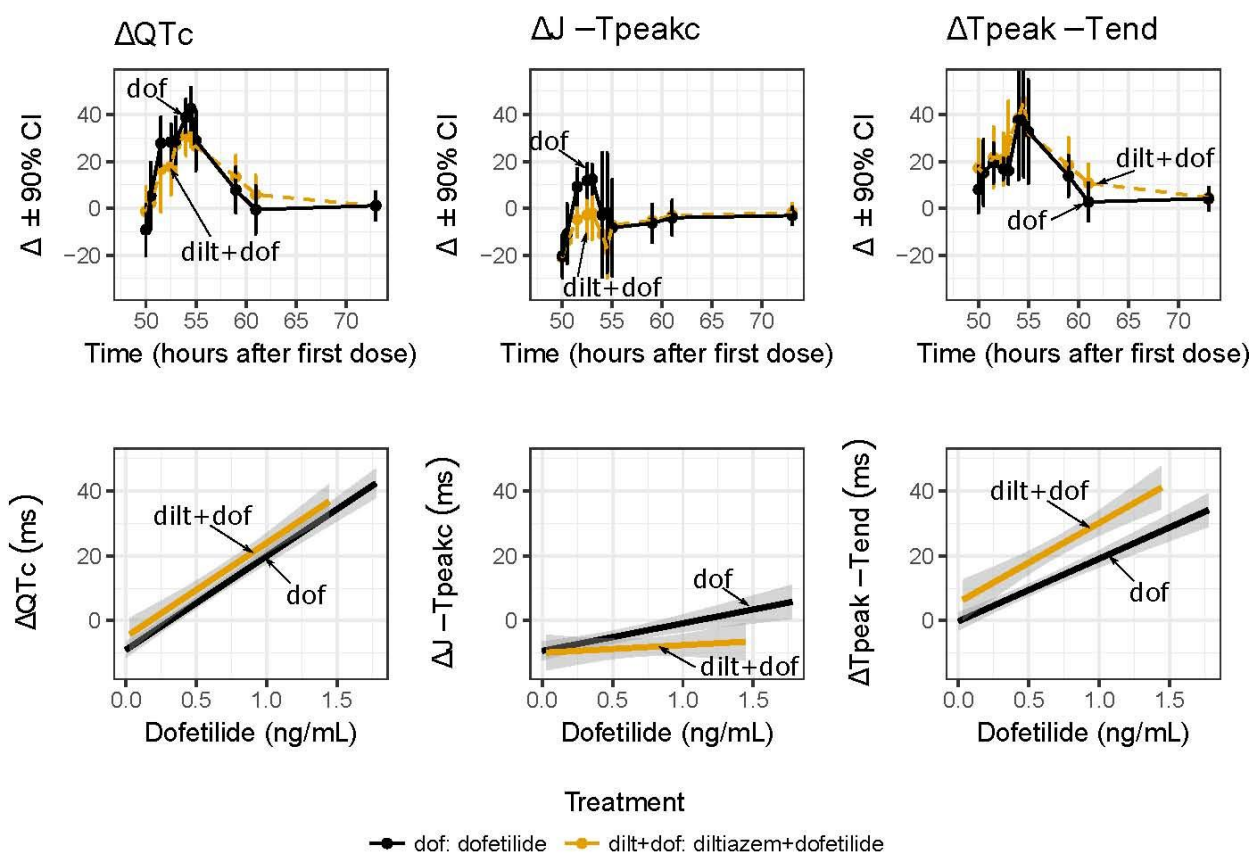 ΔQTc
ΔJ –Tpeakc
ΔTpeak –Tend
Δ ± 90% CI
40
20
0
−20
dof
dilt+dof
50 55 60 65 70
Time (hours after first dose)
Δ ± 90% CI
40
20
0
−20
dof
dilt+dof
50 55 60 65 70
Time (hours after first dose)
Δ ± 90% CI
40
20
0
−20
dilt+dof
dof
50 55 60 65 70
Time (hours after first dose)
ΔQTc (ms)
40
20
0
dilt+dof
dof
0.0 0.5 1.0 1.5
Dofetilide (ng/mL)
ΔJ –Tpeakc (ms)
40
20
0
dof
dilt+dof
0.0 0.5 1.0 1.5
Dofetilide (ng/mL)
ΔTpeak –Tend (ms)
40
20
0
dilt+dof
dof
0.0 0.5 1.0 1.5
Dofetilide (ng/mL)
Treatment
dof: dofetilide dilt+dof: diltiazem+dofetilide